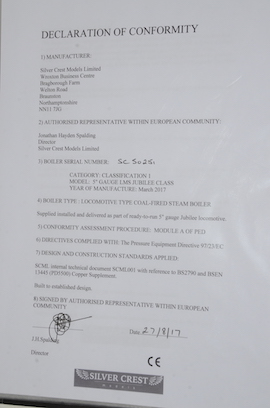 DECLARATION OF CONFORMITY
1) MANUFACTURER:
Silver Crest Models Limited
Business Centre
Welton Road
Braunston
Northamptonshire
NN11 7HJ
2) AUTHORISED REPRESENTATIVE WITHIN EUROPEAN COMMUNITY:
Jonathan Hayden Spalding
Director
Silver Crest Models Limited
3) BOILER SERIAL NUMBER:
CATEGORY: CLASSIFICATION 1
MODEL: 5" GAUGE LMS JUBILEE CLASS
YEAR OF MANUFACTURE: March 2017
4) BOILER TYPE : LOCOMOTIVE TYPE COAL-FIRED STEAM BOILER
Supplied installed and delivered as part of ready-to-run 5" gauge Jubilee locomotive.
5) CONFORMITY ASSESSMENT PROCEDURE: MODULE A OF PED
6) DIRECTIVES COMPLIED WITH: The Pressure Equipment Directive 97/23/EC
7) DESIGN AND CONSTRUCTION STANDARDS APPLIED:
SCML internal technical document SCML001 with reference to BS2790 and BSEN
13445 (PD5500) Copper Supplement.
Built to established design.
8) SIGNED BY AUTHORISED REPRESENTATIVE WITHIN EUROPEAN
COMMUNITY
Date: 27/8/17
J.H.Spalding
Director
CE
SILVER CREST
MODELS